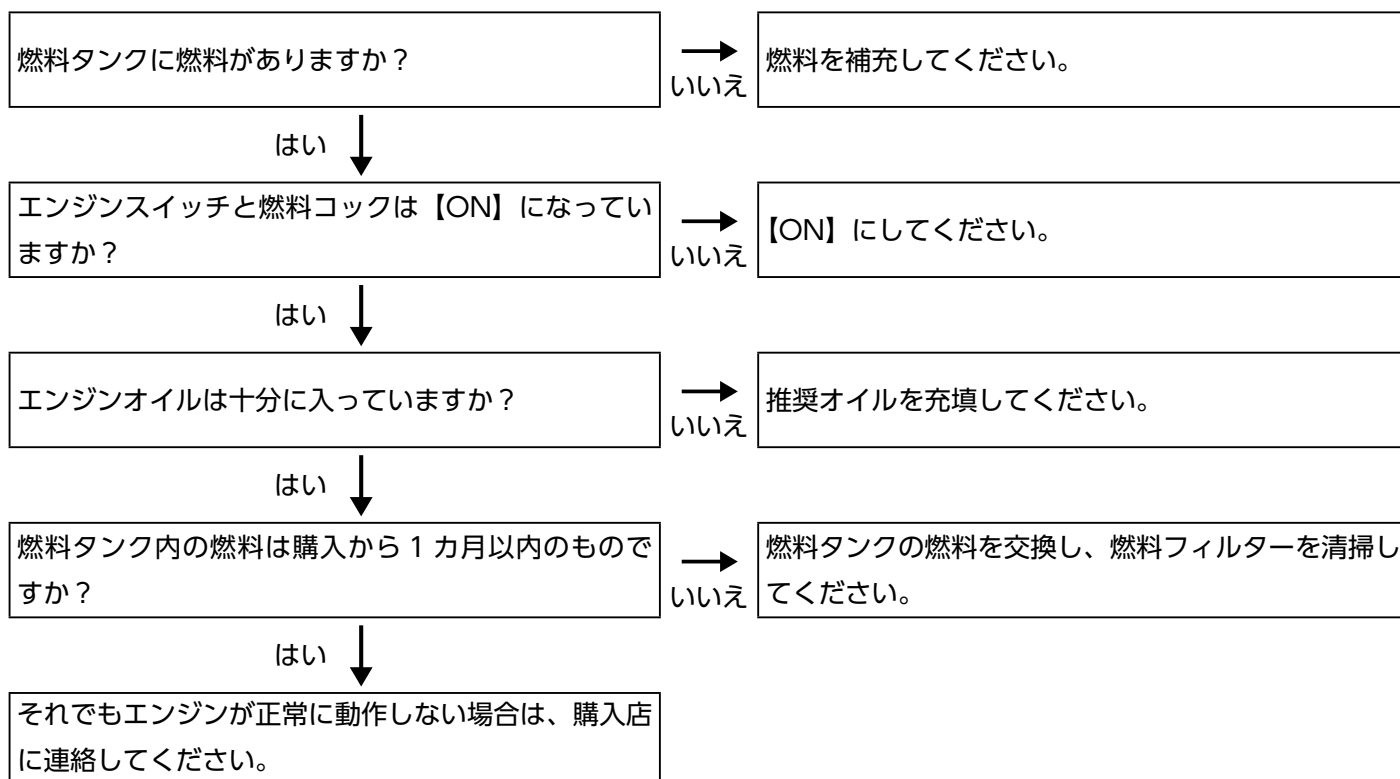 燃料タンクに燃料がありますか？
いいえ
燃料を補充してください。
はい
エンジンスイッチと燃料コックは【ON】になってい
ますか？
いいえ
【ON】にしてください。
はい
エンジンオイルは十分に入っていますか？
いいえ
推奨オイルを充填してください。
はい
燃料タンク内の燃料は購入から 1 カ月以内のもので
すか？
いいえ
燃料タンクの燃料を交換し、燃料フィルターを清掃し
てください。
はい
それでもエンジンが正常に動作しない場合は、購入店
に連絡してください。